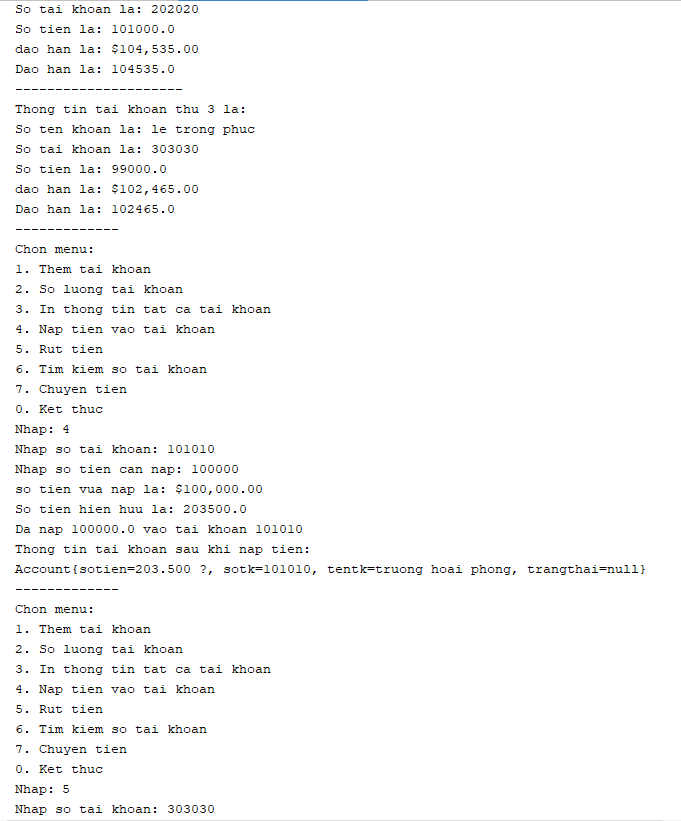 So tai khoan la: 202020
So tien la: 101000.0
dao han la: $104,535.00
Dao han la: 104535.0
---------------------
Thong tin tai khoan thu 3 la:
So ten khoan la: le trong phuc
So tai khoan la: 303030
So tien la: 99000.0
dao han la: $102,465.00
Dao han la: 102465.0
-------------
Chon menu:
1. Them tai khoan
2. So luong tai khoan
3. In thong tin tat ca tai khoan
4. Nap tien vao tai khoan
5. Rut tien
6. Tim kiem so tai khoan
7. Chuyen tien
0. Ket thuc
Nhap: 4
Nhap so tai khoan: 101010
Nhap so tien can nap: 100000
so tien vua nap la: $100,000.00
So tien hien huu la: 203500.0
Da nap 100000.0 vao tai khoan 101010
Thong tin tai khoan sau khi nap tien:
Account{sotien=203.500 ?, sotk=101010, tentk=truong hoai phong, trangthai=null}
-------------
Chon menu:
1. Them tai khoan
2. So luong tai khoan
3. In thong tin tat ca tai khoan
4. Nap tien vao tai khoan
5. Rut tien
6. Tim kiem so tai khoan
7. Chuyen tien
0. Ket thuc
Nhap: 5
Nhap so tai khoan: 303030